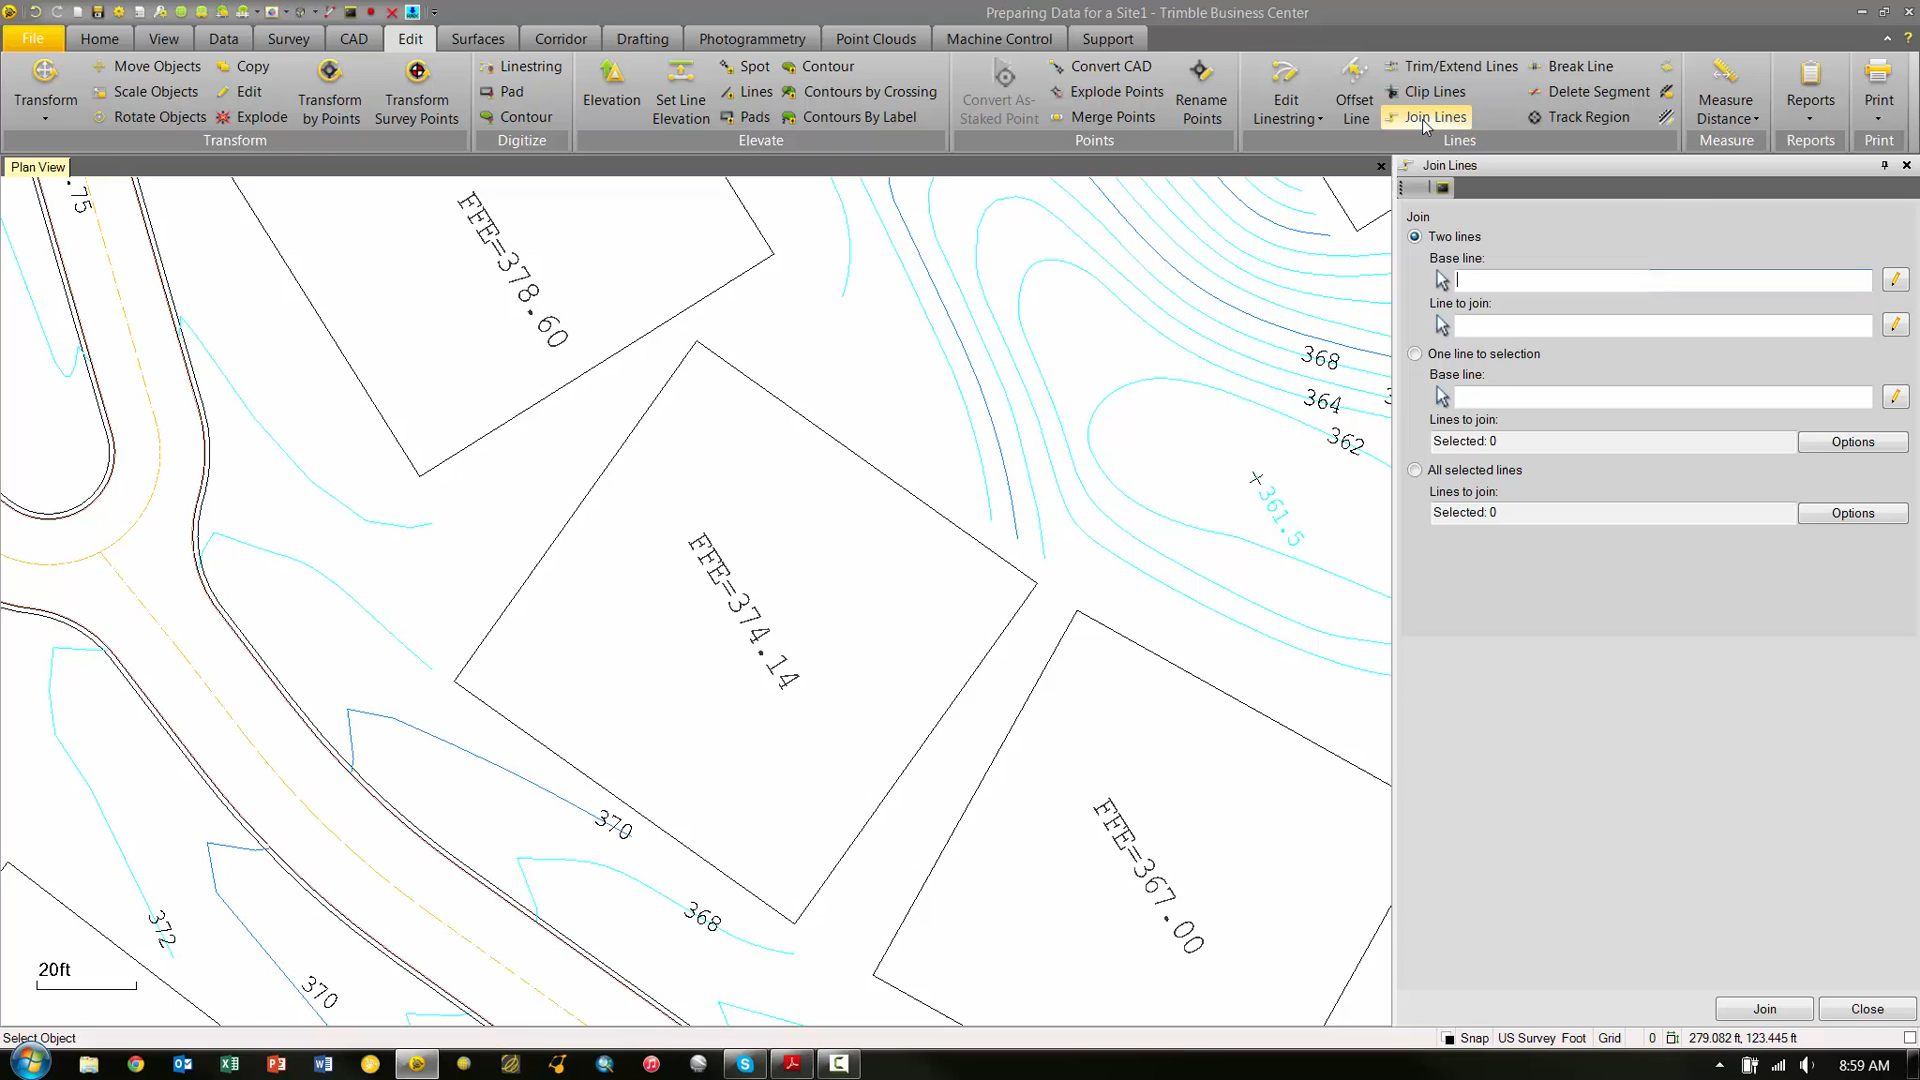 Preparing Data for a Site1 - Trimble Business Center
File Home View Data Survey CAD Edit Surfaces Corridor Drafting Photogrammetry Point Clouds Machine Control Support
Transform
Move Objects
Scale Objects
Rotate Objects
Copy
Edit
Explode
Transform by Points
Transform Survey Points
Transform
Linestring
Pad
Contour
Digitize
Elevation
Set Line Elevation
Spot
Lines
Pads
Contour
Contours by Crossing
Contours By Label
Elevate
Convert As-Staked Point
Convert CAD
Explode Points
Merge Points
Rename Points
Points
Edit Linestring
Offset Line
Trim/Extend Lines
Clip Lines
Join Lines
Break Line
Delete Segment
Track Region
Lines
Measure Distance
Measure
Reports
Reports
Print
Print
Plan View
.75
FFE=378.60
368
364
362
361.5
FFE=374.14
370
368
372
370
FFE=367.00
20ft
Join Lines
Join
Two lines
Base line:
Line to join:
One line to selection
Base line:
Lines to join:
Selected: 0
Options
All selected lines
Lines to join:
Selected: 0
Options
Join
Close
Select Object
Snap US Survey Foot Grid 0 279.082 ft, 123.445 ft
8:59 AM